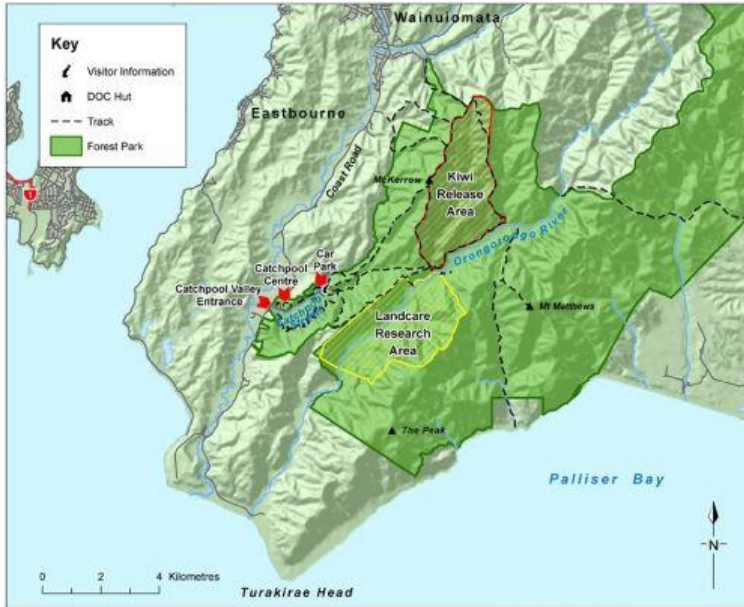 Wainuiomata
Key
Visitor Information
DOC Hut
Track
Forest Park
Eastbourne
Coast Road
McKerrow
Kiwi
Release
Area
Orongorongo River
1
Car
Park
Catchpool
Centre
Catchpool Valley
Entrance
Landcare
Research
Area
Mt Matthews
The Peak
Palliser Bay
N
0 2 4 Kilometres
Turakirae Head